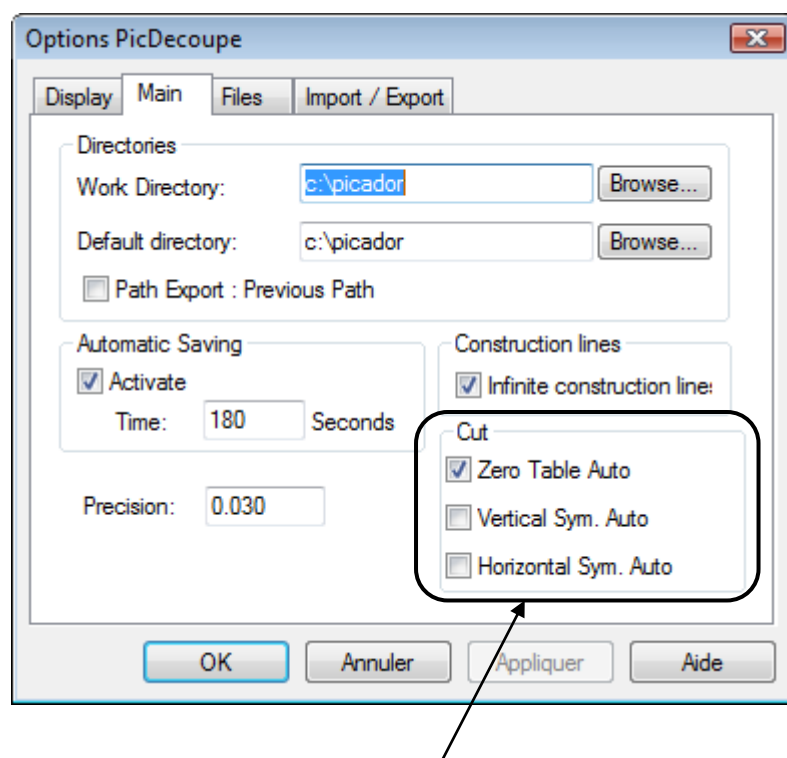 Options PicDecoupe
Display Main Files Import / Export
Directories
Work Directory: c:\picador Browse...
Default directory: c:\picador Browse...
Path Export : Previous Path
Automatic Saving
Activate
Time: 180 Seconds
Construction lines
Infinite construction line
Precision: 0.030
Cut
Zero Table Auto
Vertical Sym. Auto
Horizontal Sym. Auto
OK Annuler Appliquer Aide